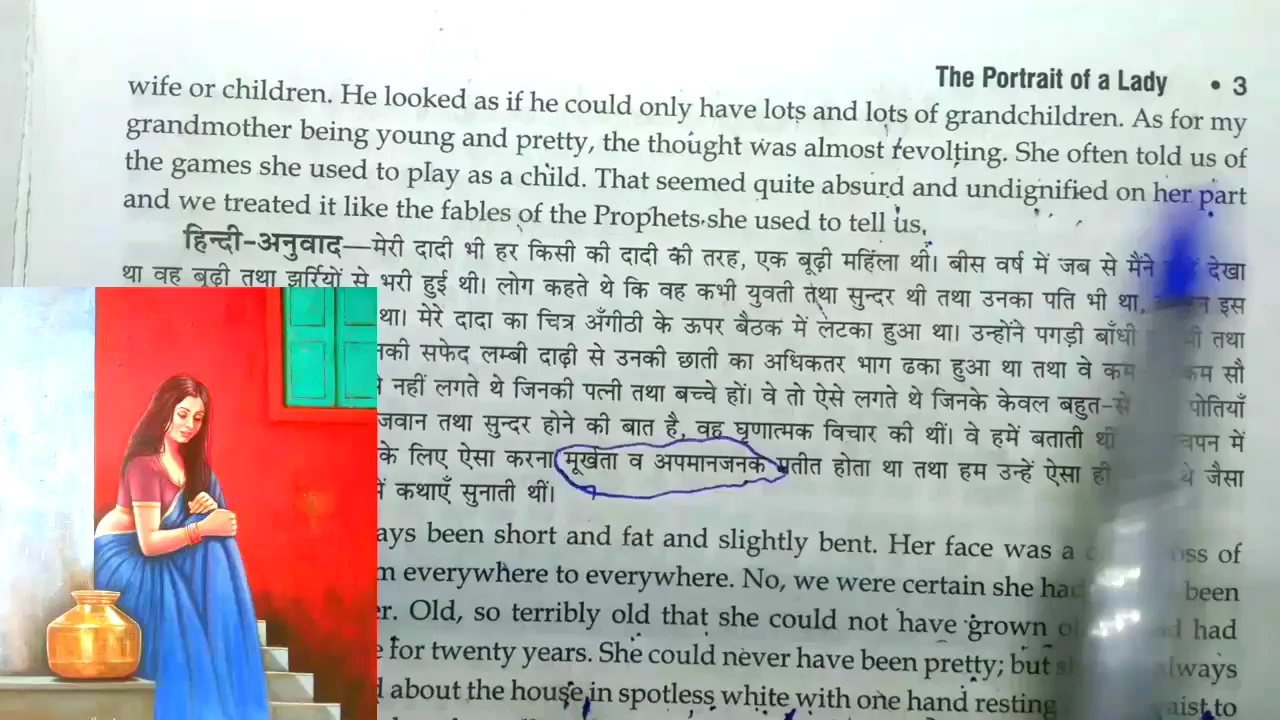 The Portrait of a Lady • 3
wife or children. He looked as if he could only have lots and lots of grandchildren. As for my
grandmother being young and pretty, the thought was almost revolting. She often told us of
the games she used to play as a child. That seemed quite absurd and undignified on her part
and we treated it like the fables of the Prophets she used to tell us.
हिन्दी-अनुवाद—मेरी दादी भी हर किसी की दादी की तरह, एक बूढ़ी महिला थीं। बीस वर्ष में जब से मैंने देखा
था वह बूढ़ी तथा झुर्रियों से भरी हुई थी। लोग कहते थे कि वह कभी युवती तथा सुन्दर थी तथा उनका पति भी था, इस
था। मेरे दादा का चित्र अँगीठी के ऊपर बैठक में लटका हुआ था। उन्होंने पगड़ी बाँधी तथा
सफेद लम्बी दाढ़ी से उनकी छाती का अधिकतर भाग ढका हुआ था तथा वे कम सौ
नहीं लगते थे जिनकी पत्नी तथा बच्चे हों। वे तो ऐसे लगते थे जिनके केवल बहुत-से पोतियाँ
जवान तथा सुन्दर होने की बात है, वह घृणात्मक विचार की थीं। वे हमें बताती में
के लिए ऐसा करना मूर्खता व अपमानजनक प्रतीत होता था तथा हम उन्हें ऐसा ही जैसा
कथाएँ सुनाती थीं।
been short and fat and slightly bent. Her face was a of
everywhere to everywhere. No, we were certain she had been
Old, so terribly old that she could not have grown had
for twenty years. She could never have been pretty; but always
about the house in spotless white with one hand resting to